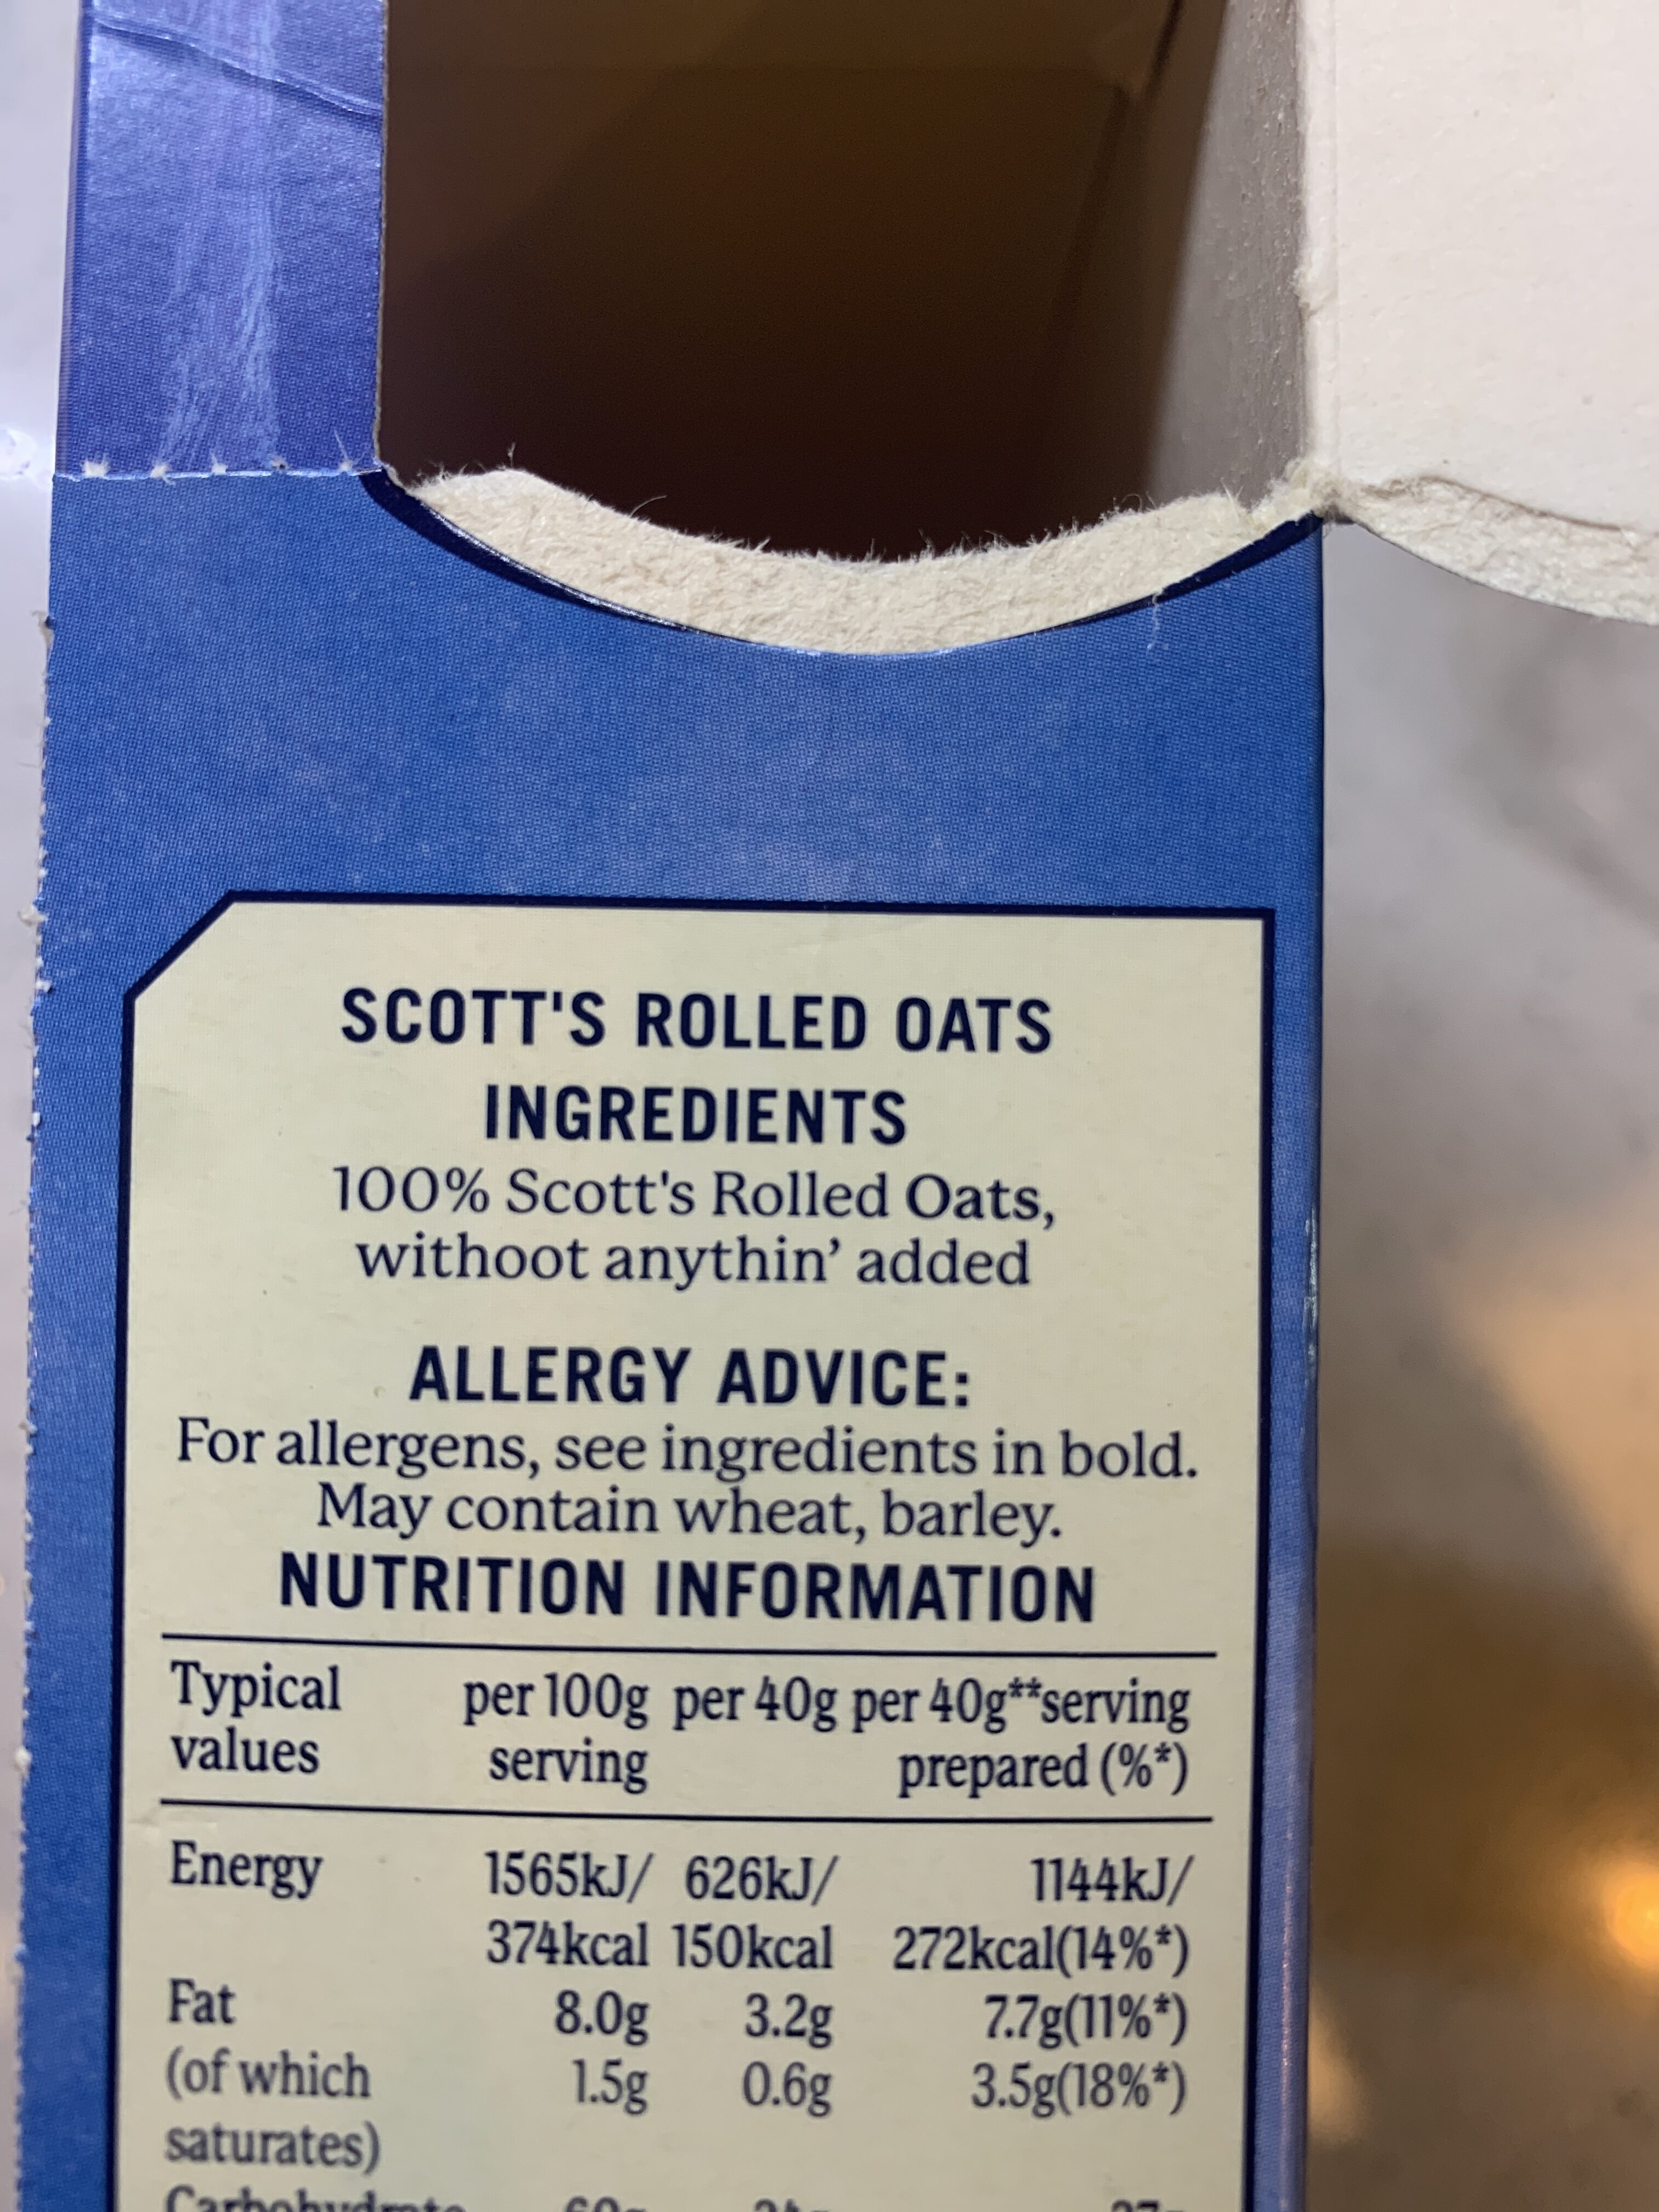 SCOTT'S ROLLED OATS
INGREDIENTS
100% Scott's Rolled Oats,
withoot anythin’ added
ALLERGY ADVICE:
For allergens, see ingredients in bold.
May contain wheat, barley.
NUTRITION INFORMATION
Typical per 100g per 40g per 40g**serving
values serving prepared (%*)
Energy 1565kJ/ 626kJ/ 1144kJ/
374kcal 150kcal 272kcal(14%*)
Fat 8.0g 3.2g 7.7g(11%*)
(of which 1.5g 0.6g 3.5g(18%*)
saturates)
Carbohydrate